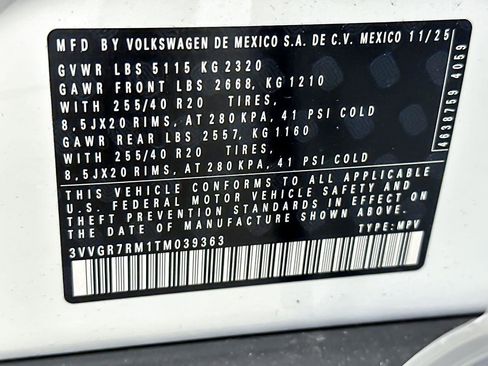 MFD BY VOLKSWAGEN DE MEXICO S.A. DE C.V. MEXICO 11/25
GVWR LBS 5115 KG2320
GAWR FRONT LBS 2668, KG1210
WITH 255/40 R20 TIRES,
8,5JX20 RIMS, AT 280 KPA, 41 PSI COLD
GAWR REAR LBS 2557, KG 1160
WITH 255/40 R20 TIRES,
8,5JX20 RIMS, AT 280 KPA, 41 PSI COLD
THIS VEHICLE CONFORMS TO ALL APPLICABLE
U.S. FEDERAL MOTOR VEHICLE SAFETY AND
THEFT PREVENTION STANDARDS IN EFFECT ON
THE DATE OF MANUFACTURE SHOWN ABOVE.
3VVGR7RM1TM039363 TYPE:MPV
4638759 4059